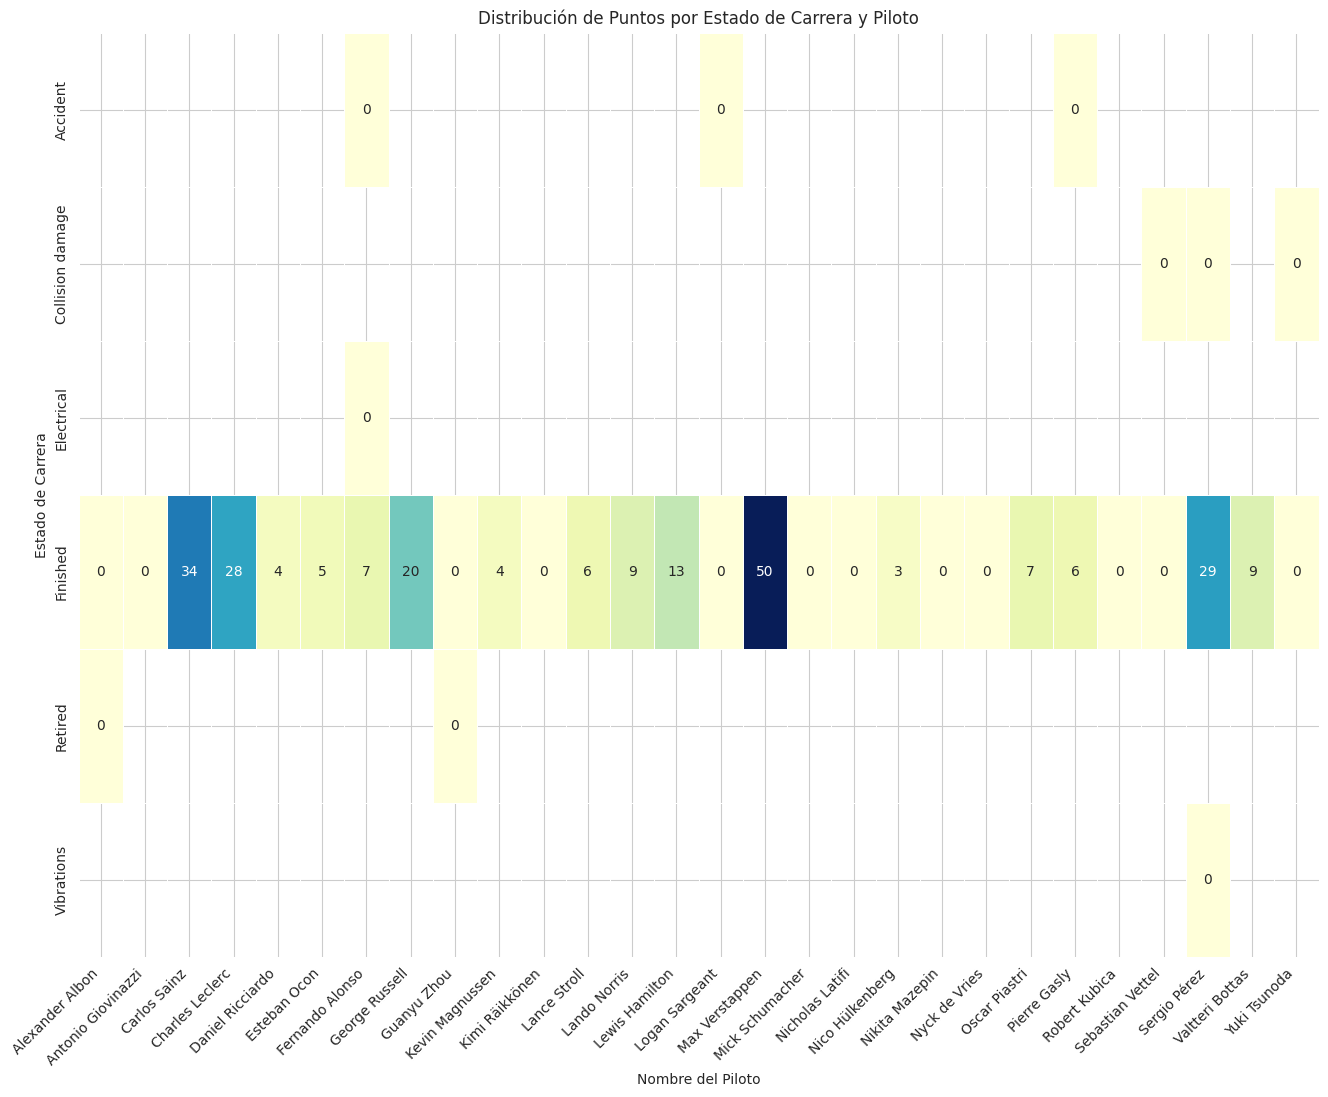 Distribución de Puntos por Estado de Carrera y Piloto
Estado de Carrera
Accident
0 0 0
Collision damage
0 0 0
Electrical
0
Finished
0 0 34 28 4 5 7 20 0 4 0 6 9 13 0 50 0 0 3 0 0 7 6 0 0 29 9 0
Retired
0 0
Vibrations
0
Alexander Albon
Antonio Giovinazzi
Carlos Sainz
Charles Leclerc
Daniel Ricciardo
Esteban Ocon
Fernando Alonso
George Russell
Guanyu Zhou
Kevin Magnussen
Kimi Räikkönen
Lance Stroll
Lando Norris
Lewis Hamilton
Logan Sargeant
Max Verstappen
Mick Schumacher
Nicholas Latifi
Nico Hülkenberg
Nikita Mazepin
Nyck de Vries
Oscar Piastri
Pierre Gasly
Robert Kubica
Sebastian Vettel
Sergio Pérez
Valtteri Bottas
Yuki Tsunoda
Nombre del Piloto